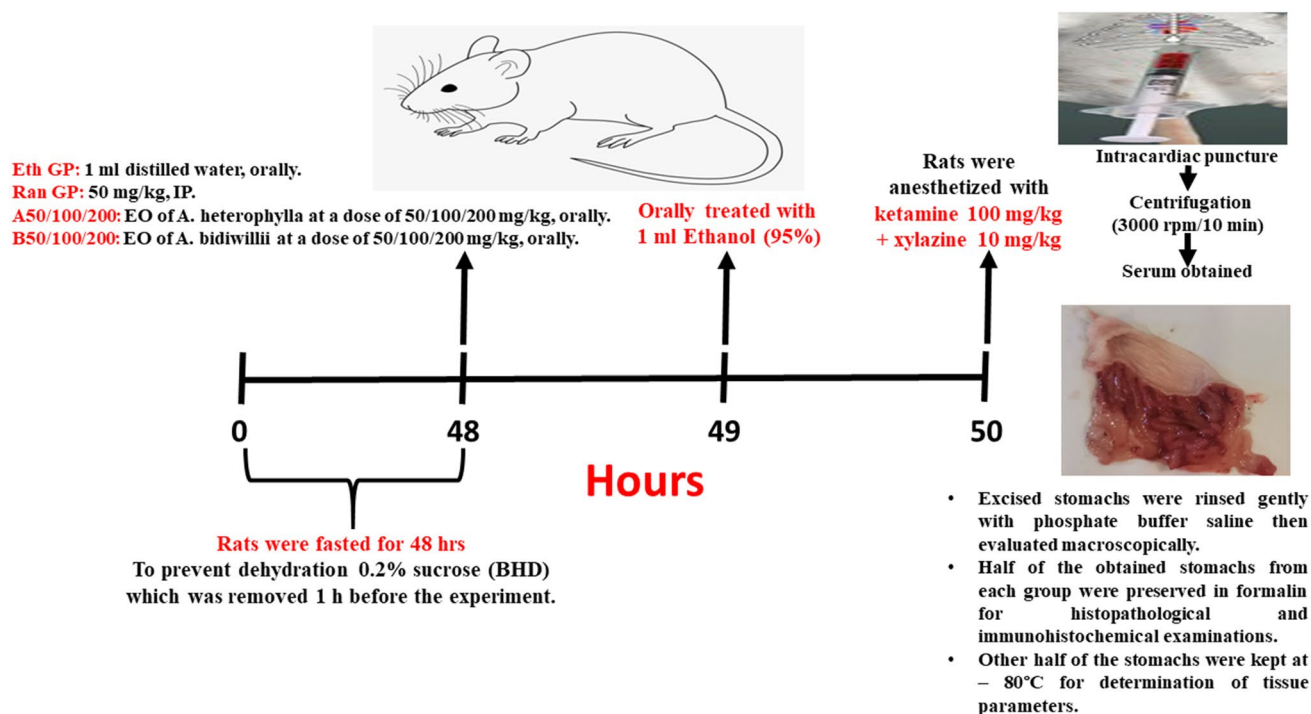 Eth GP: 1 ml distilled water, orally.
Ran GP: 50 mg/kg, IP.
A50/100/200: EO of A. heterophylla at a dose of 50/100/200 mg/kg, orally.
B50/100/200: EO of A. bidiwillii at a dose of 50/100/200 mg/kg, orally.
Orally treated with
1 ml Ethanol (95%)
Rats were
anesthetized with
ketamine 100 mg/kg
+ xylazine 10 mg/kg
Intracardiac puncture
Centrifugation
(3000 rpm/10 min)
Serum obtained
0
48
49
50
Hours
Rats were fasted for 48 hrs
To prevent dehydration 0.2% sucrose (BHD)
which was removed 1 h before the experiment.
• Excised stomachs were rinsed gently
with phosphate buffer saline then
evaluated macroscopically.
• Half of the obtained stomachs from
each group were preserved in formalin
for histopathological and
immunohistochemical examinations.
• Other half of the stomachs were kept at
– 80°C for determination of tissue
parameters.